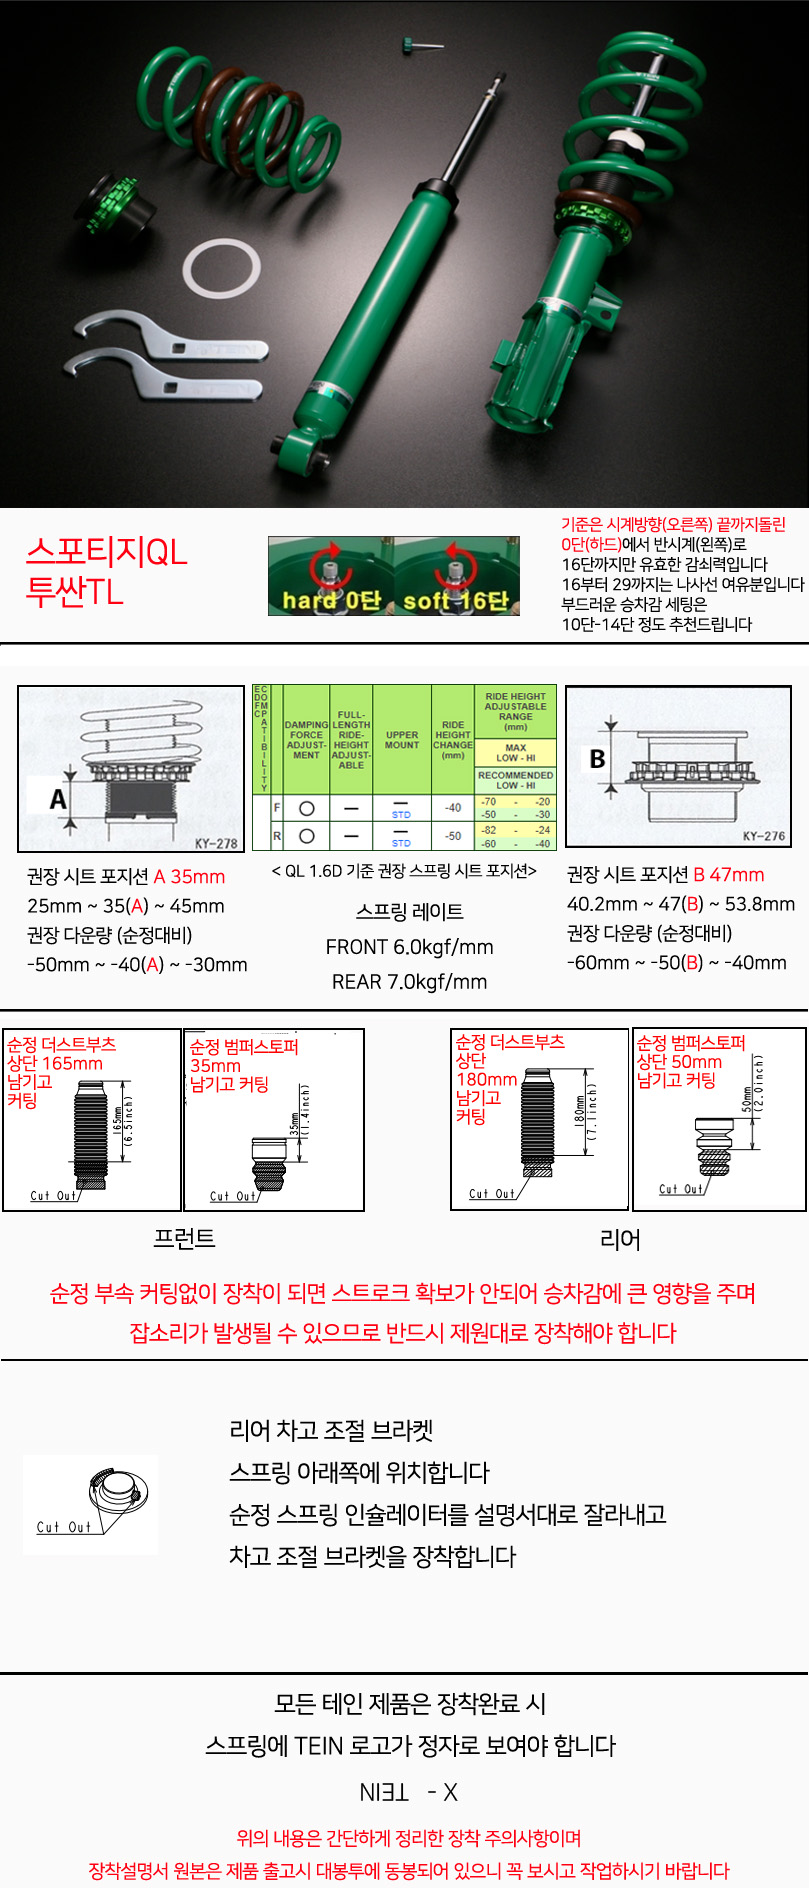 스포티지QL
투싼TL
hard 0단
soft 16단
기준은 시계방향(오른쪽) 끝까지돌린
0단(하드)에서 반시계(왼쪽)로
16단까지만 유효한 감쇠력입니다
16부터 29까지는 나사선 여유분입니다
부드러운 승차감 세팅은
10단-14단 정도 추천드립니다
A
KY-278
권장 시트 포지션 A 35mm
25mm ~ 35(A) ~ 45mm
권장 다운량 (순정대비)
-50mm ~ -40(A) ~ -30mm
EDFC COMPATIBILITY
DAMPING FORCE ADJUST-MENT
FULL-LENGTH RIDE-HEIGHT ADJUST-ABLE
UPPER MOUNT
RIDE HEIGHT CHANGE (mm)
RIDE HEIGHT ADJUSTABLE RANGE (mm)
MAX LOW - HI
RECOMMENDED LOW - HI
F ○ — — STD -40 -70 - -20
-50 - -30
R ○ — — STD -50 -82 - -24
-60 - -40
< QL 1.6D 기준 권장 스프링 시트 포지션>
스프링 레이트
FRONT 6.0kgf/mm
REAR 7.0kgf/mm
B
KY-276
권장 시트 포지션 B 47mm
40.2mm ~ 47(B) ~ 53.8mm
권장 다운량 (순정대비)
-60mm ~ -50(B) ~ -40mm
순정 더스트부츠
상단 165mm
남기고
커팅
165mm
(6.5inch)
Cut Out
순정 범퍼스토퍼
35mm
남기고 커팅
35mm
(1.4inch)
Cut Out
프런트
순정 더스트부츠
상단
180mm
남기고
커팅
180mm
(7.1inch)
Cut Out
순정 범퍼스토퍼
상단 50mm
남기고 커팅
50mm
(2.0inch)
Cut Out
리어
순정 부속 커팅없이 장착이 되면 스트로크 확보가 안되어 승차감에 큰 영향을 주며
잡소리가 발생될 수 있으므로 반드시 제원대로 장착해야 합니다
Cut Out
리어 차고 조절 브라켓
스프링 아래쪽에 위치합니다
순정 스프링 인슐레이터를 설명서대로 잘라내고
차고 조절 브라켓을 장착합니다
모든 테인 제품은 장착완료 시
스프링에 TEIN 로고가 정자로 보여야 합니다
TEIN - X
위의 내용은 간단하게 정리한 장착 주의사항이며
장착설명서 원본은 제품 출고시 대봉투에 동봉되어 있으니 꼭 보시고 작업하시기 바랍니다